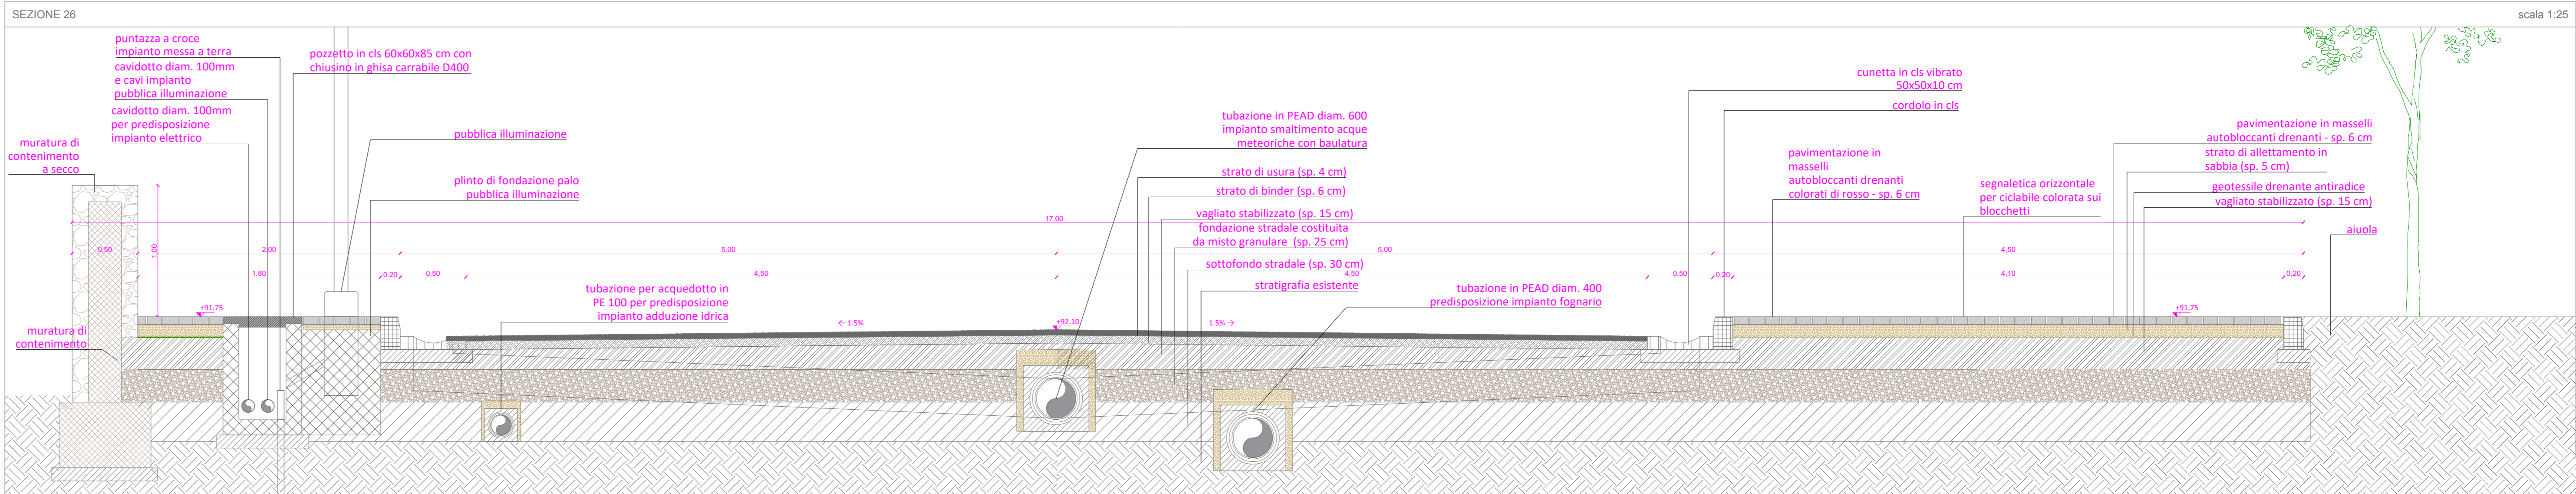 SEZIONE 26
scala 1:25
puntazza a croce
impianto messa a terra
cavidotto diam. 100mm
e cavi impianto
pubblica illuminazione
cavidotto diam. 100mm
per predisposizione
impianto elettrico
muratura di
contenimento
a secco
pozzetto in cls 60x60x85 cm con
chiusino in ghisa carrabile D400
pubblica illuminazione
plinto di fondazione palo
pubblica illuminazione
tubazione in PEAD diam. 600
impianto smaltimento acque
meteoriche con baulatura
strato di usura (sp. 4 cm)
strato di binder (sp. 6 cm)
vagliato stabilizzato (sp. 15 cm)
fondazione stradale costituita
da misto granulare (sp. 25 cm)
sottofondo stradale (sp. 30 cm)
stratigrafia esistente
cunetta in cls vibrato
50x50x10 cm
cordolo in cls
pavimentazione in
masselli
autobloccanti drenanti
colorati di rosso - sp. 6 cm
segnaletica orizzontale
per ciclabile colorata sui
blocchetti
pavimentazione in masselli
autobloccanti drenanti - sp. 6 cm
strato di allettamento in
sabbia (sp. 5 cm)
geotessile drenante antiradice
vagliato stabilizzato (sp. 15 cm)
aiuola
17,00
0,50
1,00
2,00
5,00
5,00
4,50
1,80
0,20
0,50
4,50
4,50
0,50
0,20
4,10
0,20
tubazione per acquedotto in
PE 100 per predisposizione
impianto adduzione idrica
tubazione in PEAD diam. 400
predisposizione impianto fognario
+91.75
← 1.5%
+92.10
1.5% →
+91.75
muratura di
contenimento